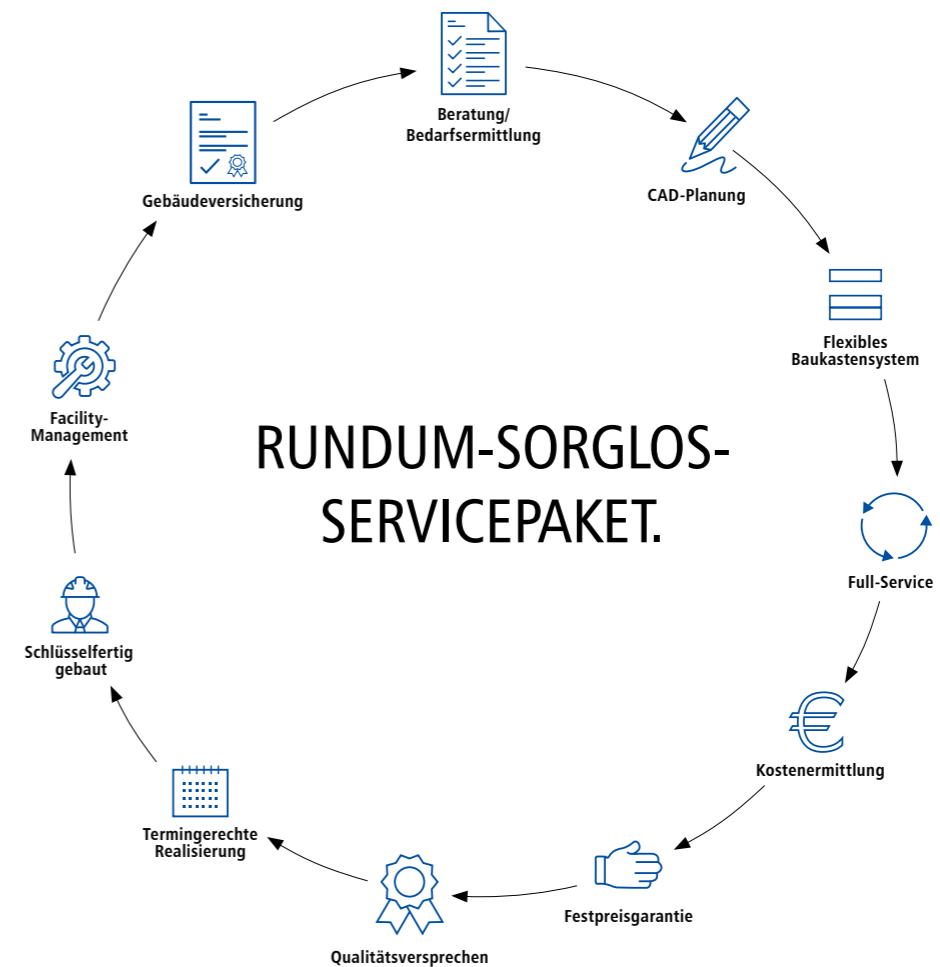 Beratung/
Bedarfsermittlung
CAD-Planung
Flexibles
Baukastensystem
Full-Service
Kostenermittlung
Festpreisgarantie
Qualitätsversprechen
Termingerechte
Realisierung
Schlüsselfertig
gebaut
Facility-
Management
Gebäudeversicherung
RUNDUM-SORGLOS-
SERVICEPAKET.